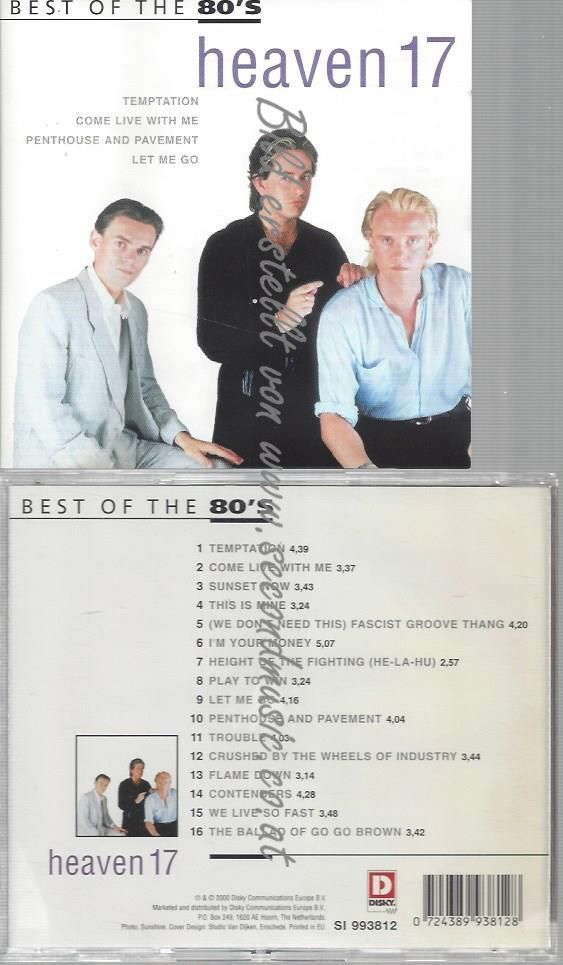 BEST OF THE 80'S
heaven 17
TEMPTATION
COME LIVE WITH ME
PENTHOUSE AND PAVEMENT
LET ME GO
Bild erstellt von www.secondmusic.co.at
BEST OF THE 80'S
1 TEMPTATION 4,39
2 COME LIVE WITH ME 3,37
3 SUNSET NOW 3,43
4 THIS IS MINE 3,24
5 (WE DON'T NEED THIS) FASCIST GROOVE THANG 4,20
6 I'M YOUR MONEY 5,07
7 HEIGHT OF THE FIGHTING (HE-LA-HU) 2,57
8 PLAY TO WIN 3,24
9 LET ME GO 4,16
10 PENTHOUSE AND PAVEMENT 4,04
11 TROUBLE 4,03
12 CRUSHED BY THE WHEELS OF INDUSTRY 3,44
13 FLAME DOWN 3,14
14 CONTENDERS 4,28
15 WE LIVE SO FAST 3,48
16 THE BALLAD OF GO GO BROWN 3,42
heaven 17
℗ & © 2000 Disky Communications Europe B.V.
Marketed and distributed by Disky Communications Europe B.V.,
P.O. Box 249, 1620 AE Hoorn, The Netherlands.
Photo: Sunshine. Cover Design: Studio Van Dijken, Enschede. Printed in EU.
D
DISKY
SI 993812
0 724389 938128